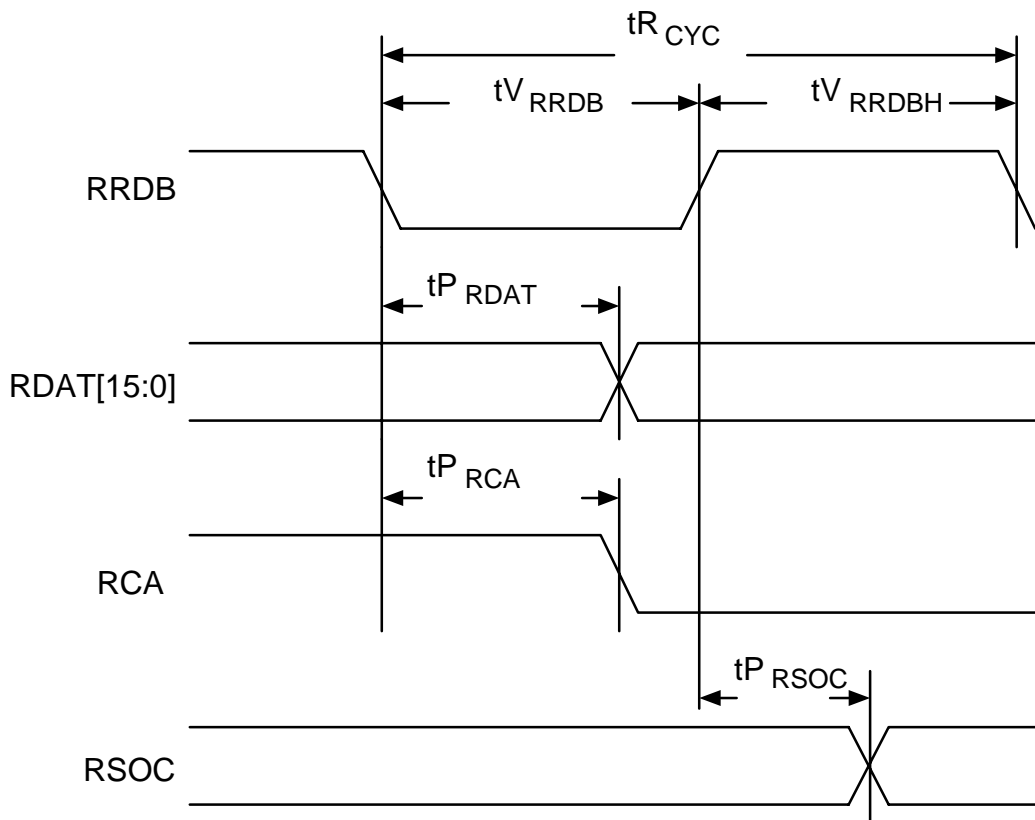 tR CYC
tV RRDB tV RRDBH
RRDB
tP RDAT
RDAT[15:0]
tP RCA
RCA
tP RSOC
RSOC